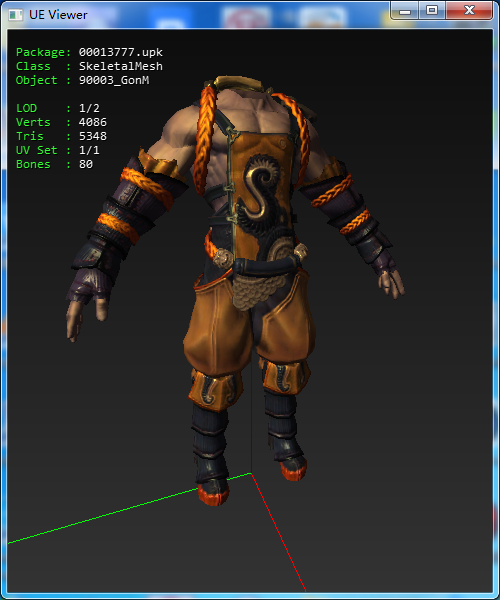 UE Viewer
Package: 00013777.upk
Class  : SkeletalMesh
Object : 90003_GonM
LOD    : 1/2
Verts  : 4086
Tris   : 5348
UV Set : 1/1
Bones  : 80